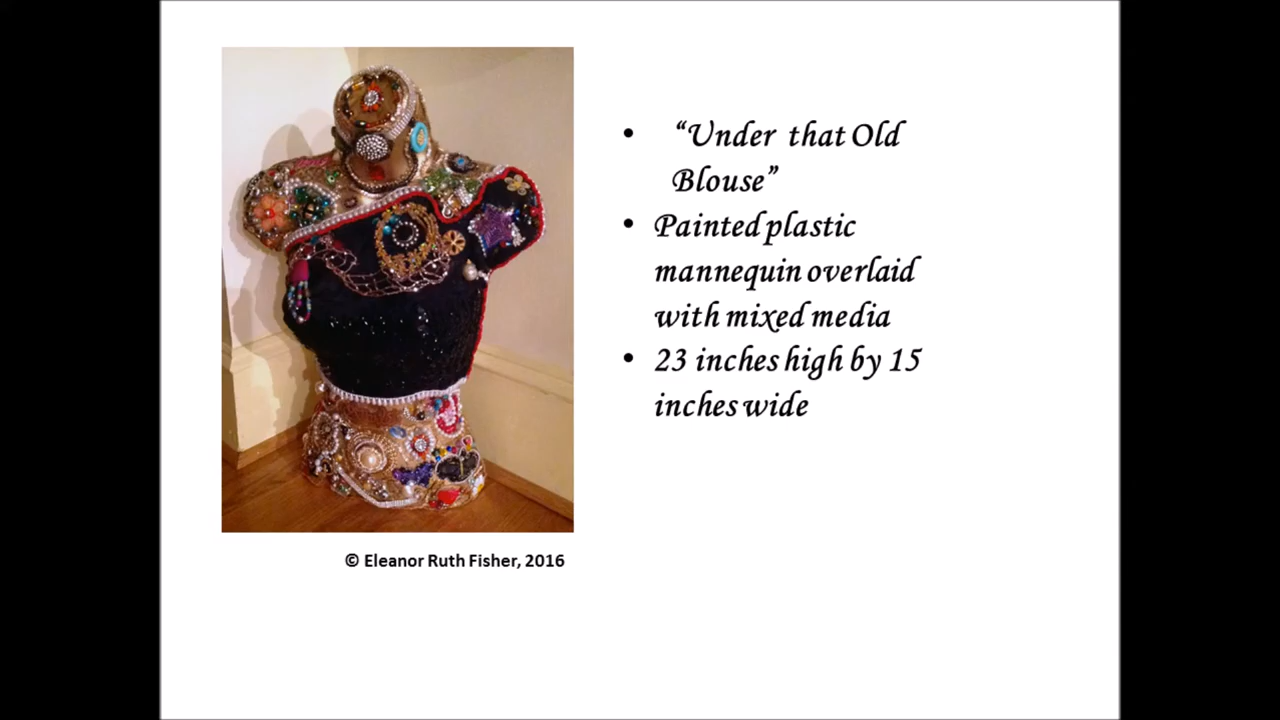 • “Under that Old
Blouse”
• Painted plastic
mannequin overlaid
with mixed media
• 23 inches high by 15
inches wide
© Eleanor Ruth Fisher, 2016